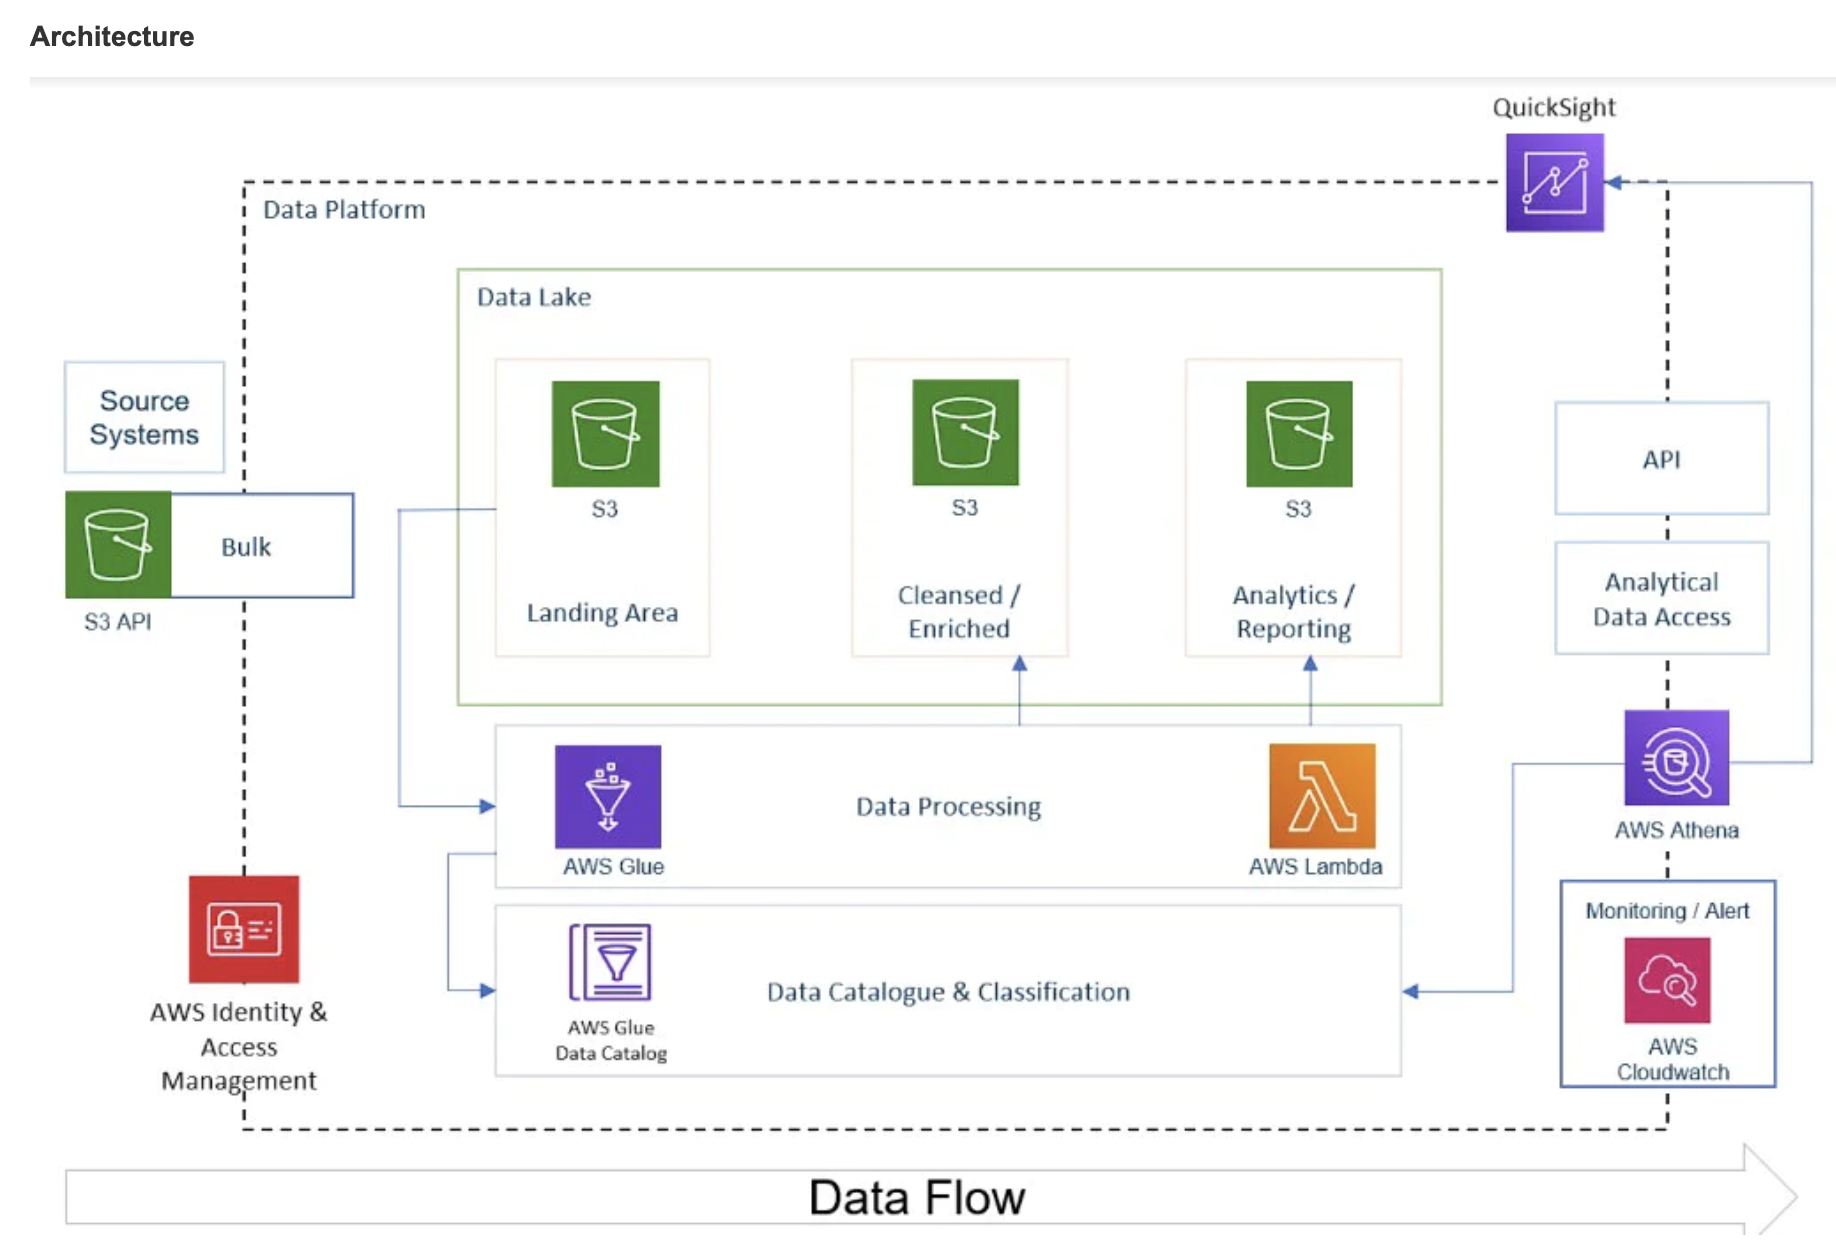 Architecture
QuickSight
Data Platform
Data Lake
Source
Systems
S3
S3
S3
API
Bulk
S3 API
Landing Area
Cleansed /
Enriched
Analytics /
Reporting
Analytical
Data Access
Data Processing
AWS Glue
AWS Lambda
AWS Athena
Monitoring / Alert
AWS
Cloudwatch
Data Catalogue & Classification
AWS Glue
Data Catalog
AWS Identity &
Access
Management
Data Flow